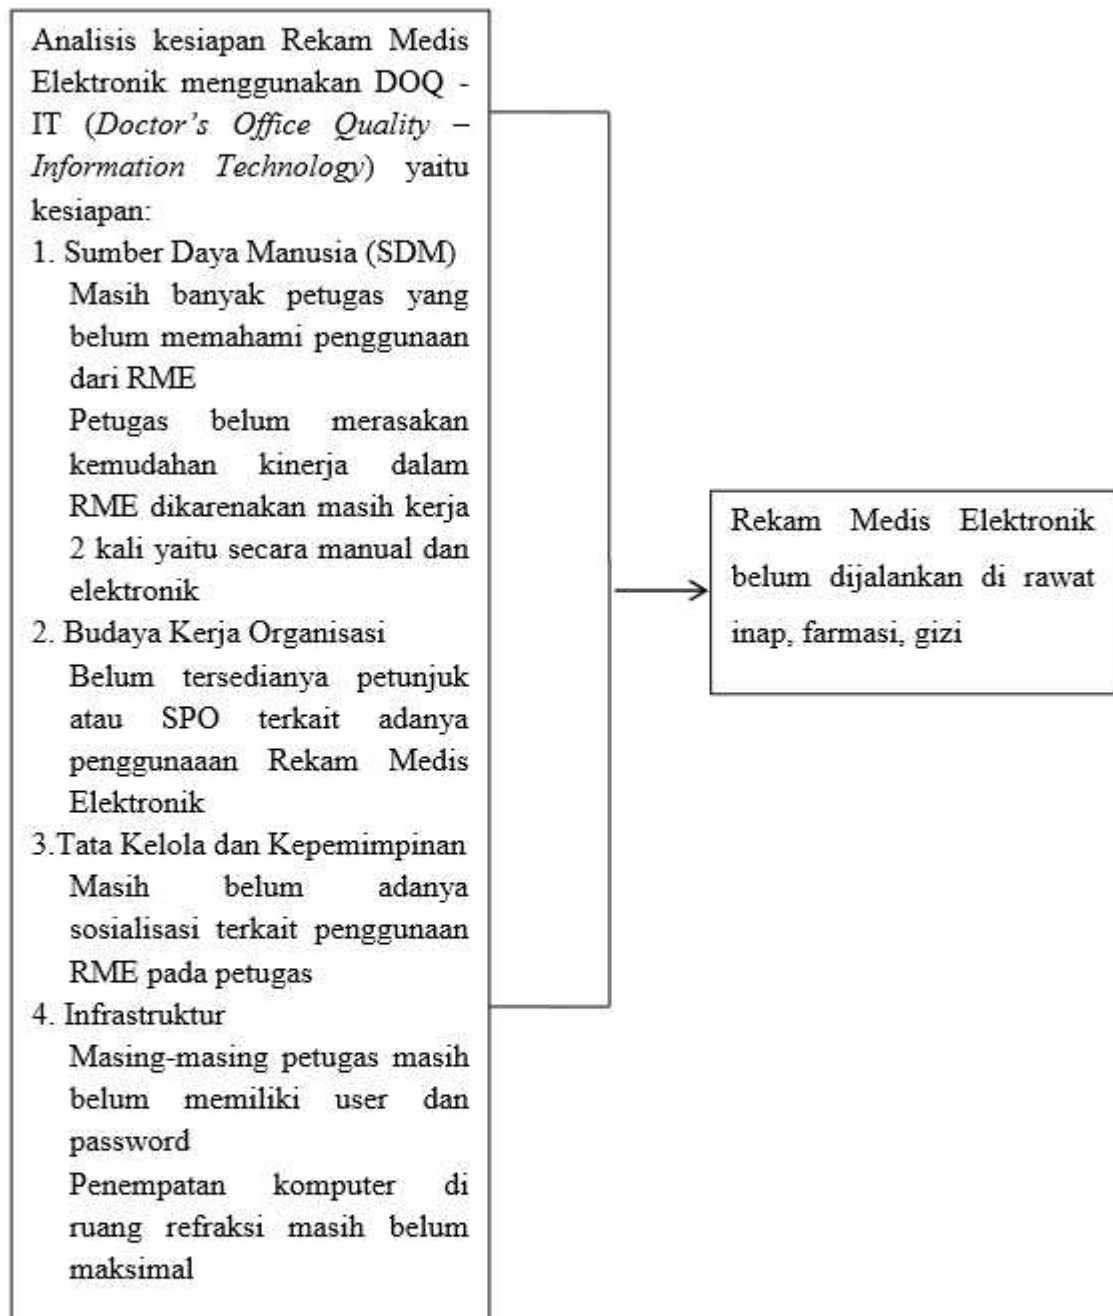 Analisis kesiapan Rekam Medis
Elektronik menggunakan DOQ -
IT (Doctor's Office Quality –
Information Technology) yaitu
kesiapan:
1. Sumber Daya Manusia (SDM)
Masih banyak petugas yang
belum memahami penggunaan
dari RME
Petugas belum merasakan
kemudahan kinerja dalam
RME dikarenakan masih kerja
2 kali yaitu secara manual dan
elektronik
2. Budaya Kerja Organisasi
Belum tersedianya petunjuk
atau SPO terkait adanya
penggunaaan Rekam Medis
Elektronik
3.Tata Kelola dan Kepemimpinan
Masih belum adanya
sosialisasi terkait penggunaan
RME pada petugas
4. Infrastruktur
Masing-masing petugas masih
belum memiliki user dan
password
Penempatan komputer di
ruang refraksi masih belum
maksimal
Rekam Medis Elektronik
belum dijalankan di rawat
inap, farmasi, gizi